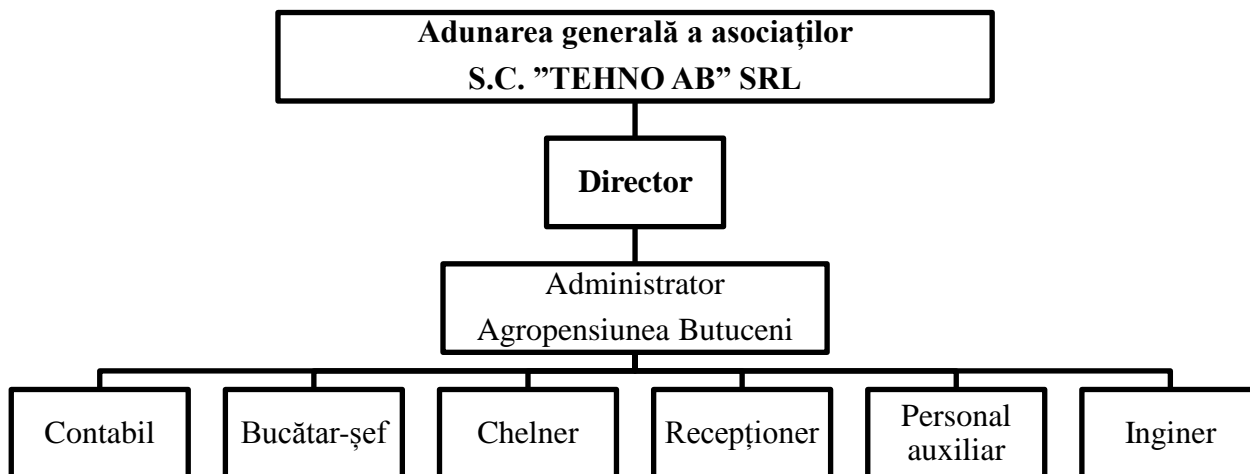 Adunarea generală a asociaților
S.C. ”TEHNO AB” SRL
Director
Administrator
Agropensiunea Butuceni
Contabil
Bucătar-șef
Chelner
Recepționer
Personal
auxiliar
Inginer